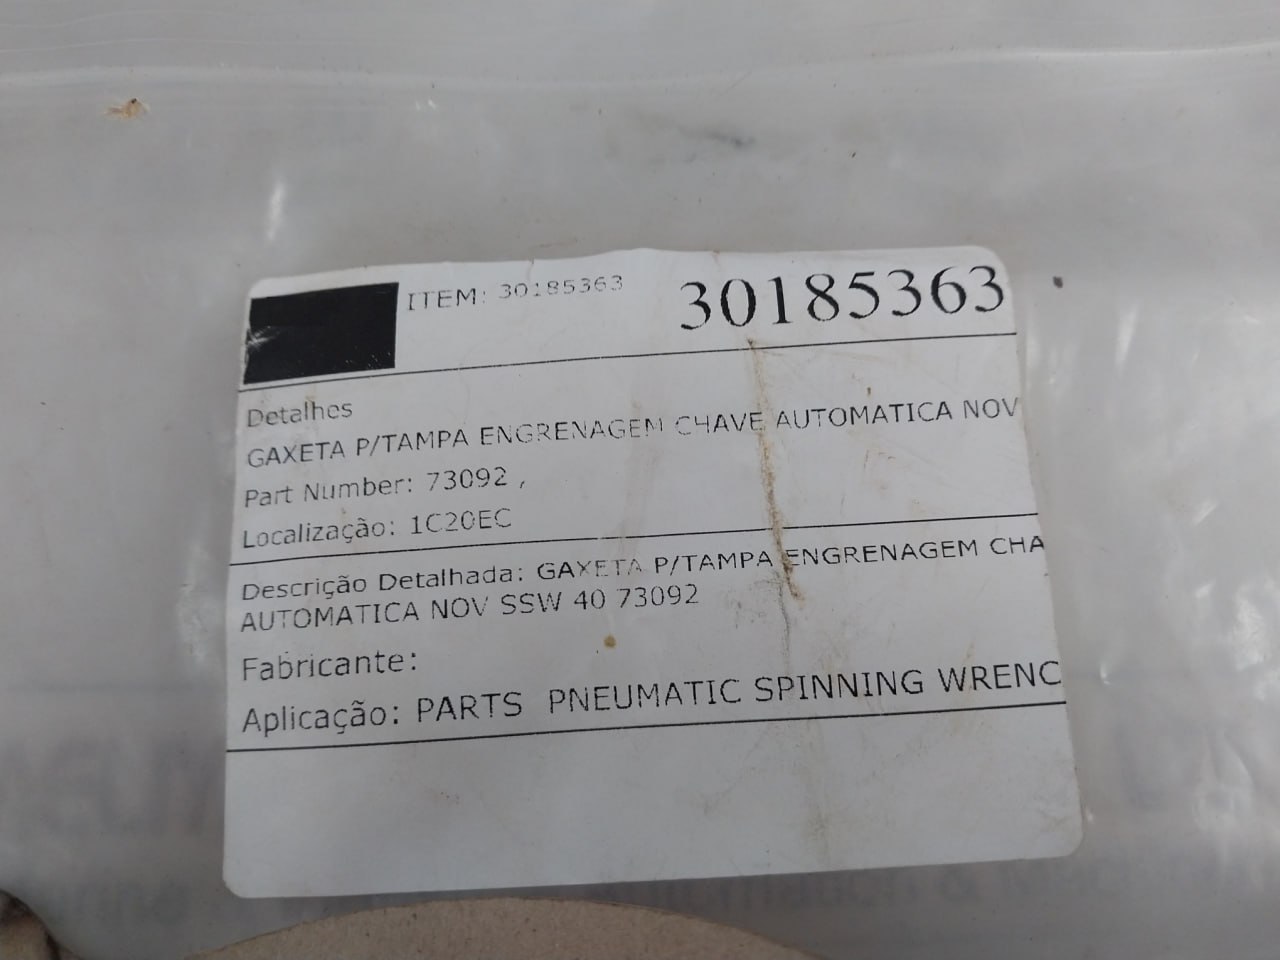 ITEM: 30185363
30185363
Detalhes
GAXETA P/TAMPA ENGRENAGEM CHAVE AUTOMATICA NOV
Part Number: 73092 ,
Localização: 1C20EC
Descrição Detalhada: GAXETA P/TAMPA ENGRENAGEM CHA
AUTOMATICA NOV SSW 40 73092
Fabricante:
Aplicação: PARTS PNEUMATIC SPINNING WRENC